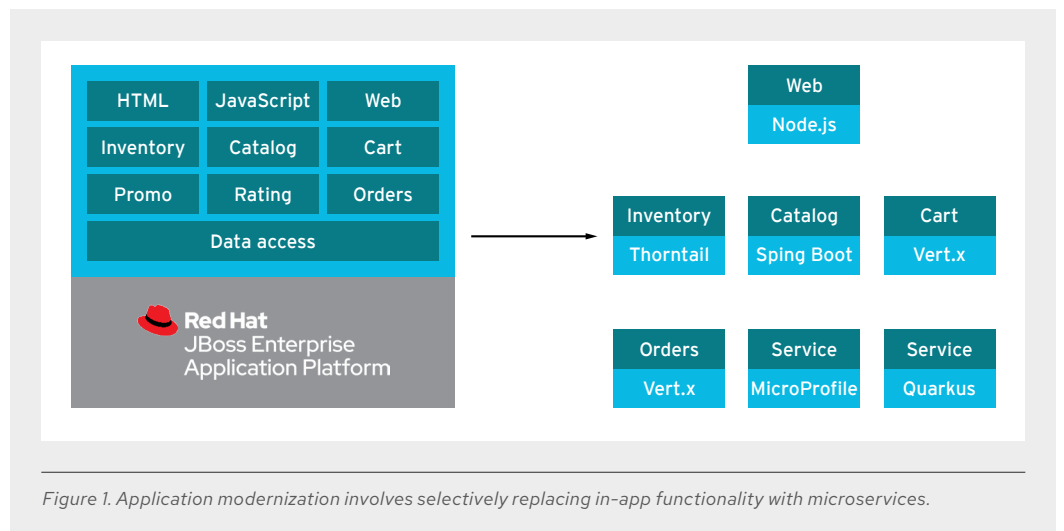 HTML JavaScript Web
Inventory Catalog Cart
Promo Rating Orders
Data access
Red Hat
JBoss Enterprise
Application Platform
Web
Node.js
Inventory Catalog Cart
Thorntail Sping Boot Vert.x
Orders Service Service
Vert.x MicroProfile Quarkus
Figure 1. Application modernization involves selectively replacing in-app functionality with microservices.